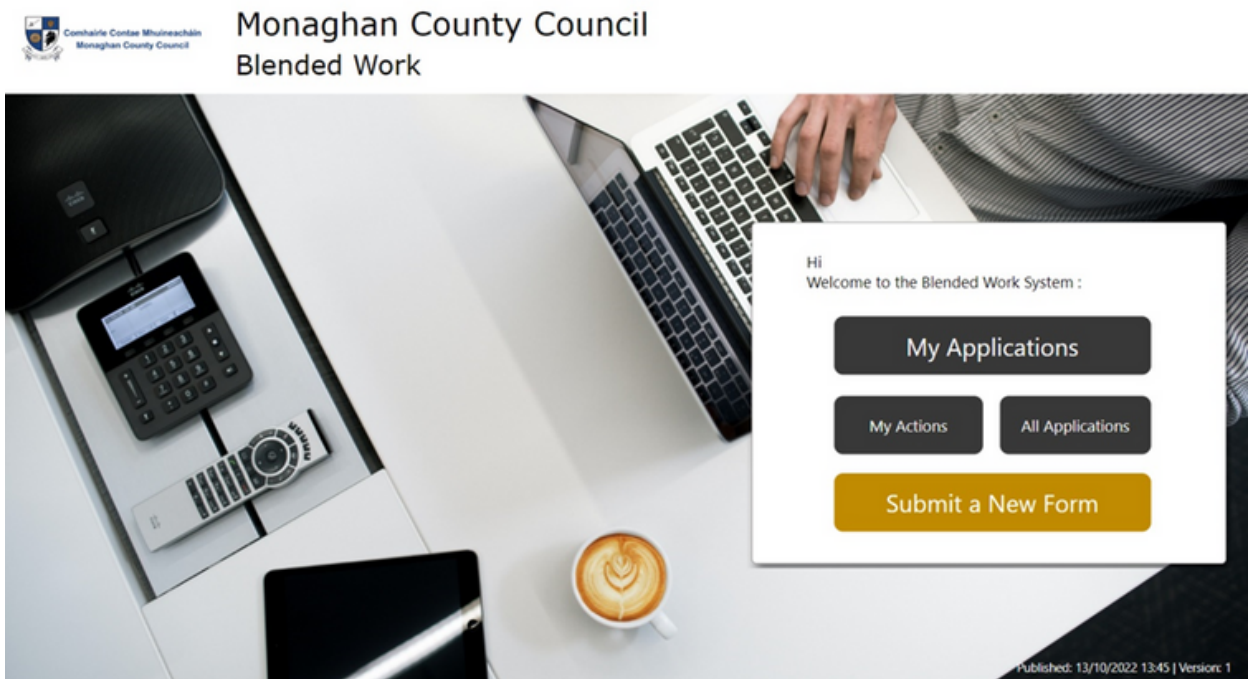 Comhairle Contae Mhuineacháin
Monaghan County Council
Monaghan County Council
Blended Work
Hi
Welcome to the Blended Work System :
My Applications
My Actions
All Applications
Submit a New Form
Published: 13/10/2022 13:45 | Version: 1